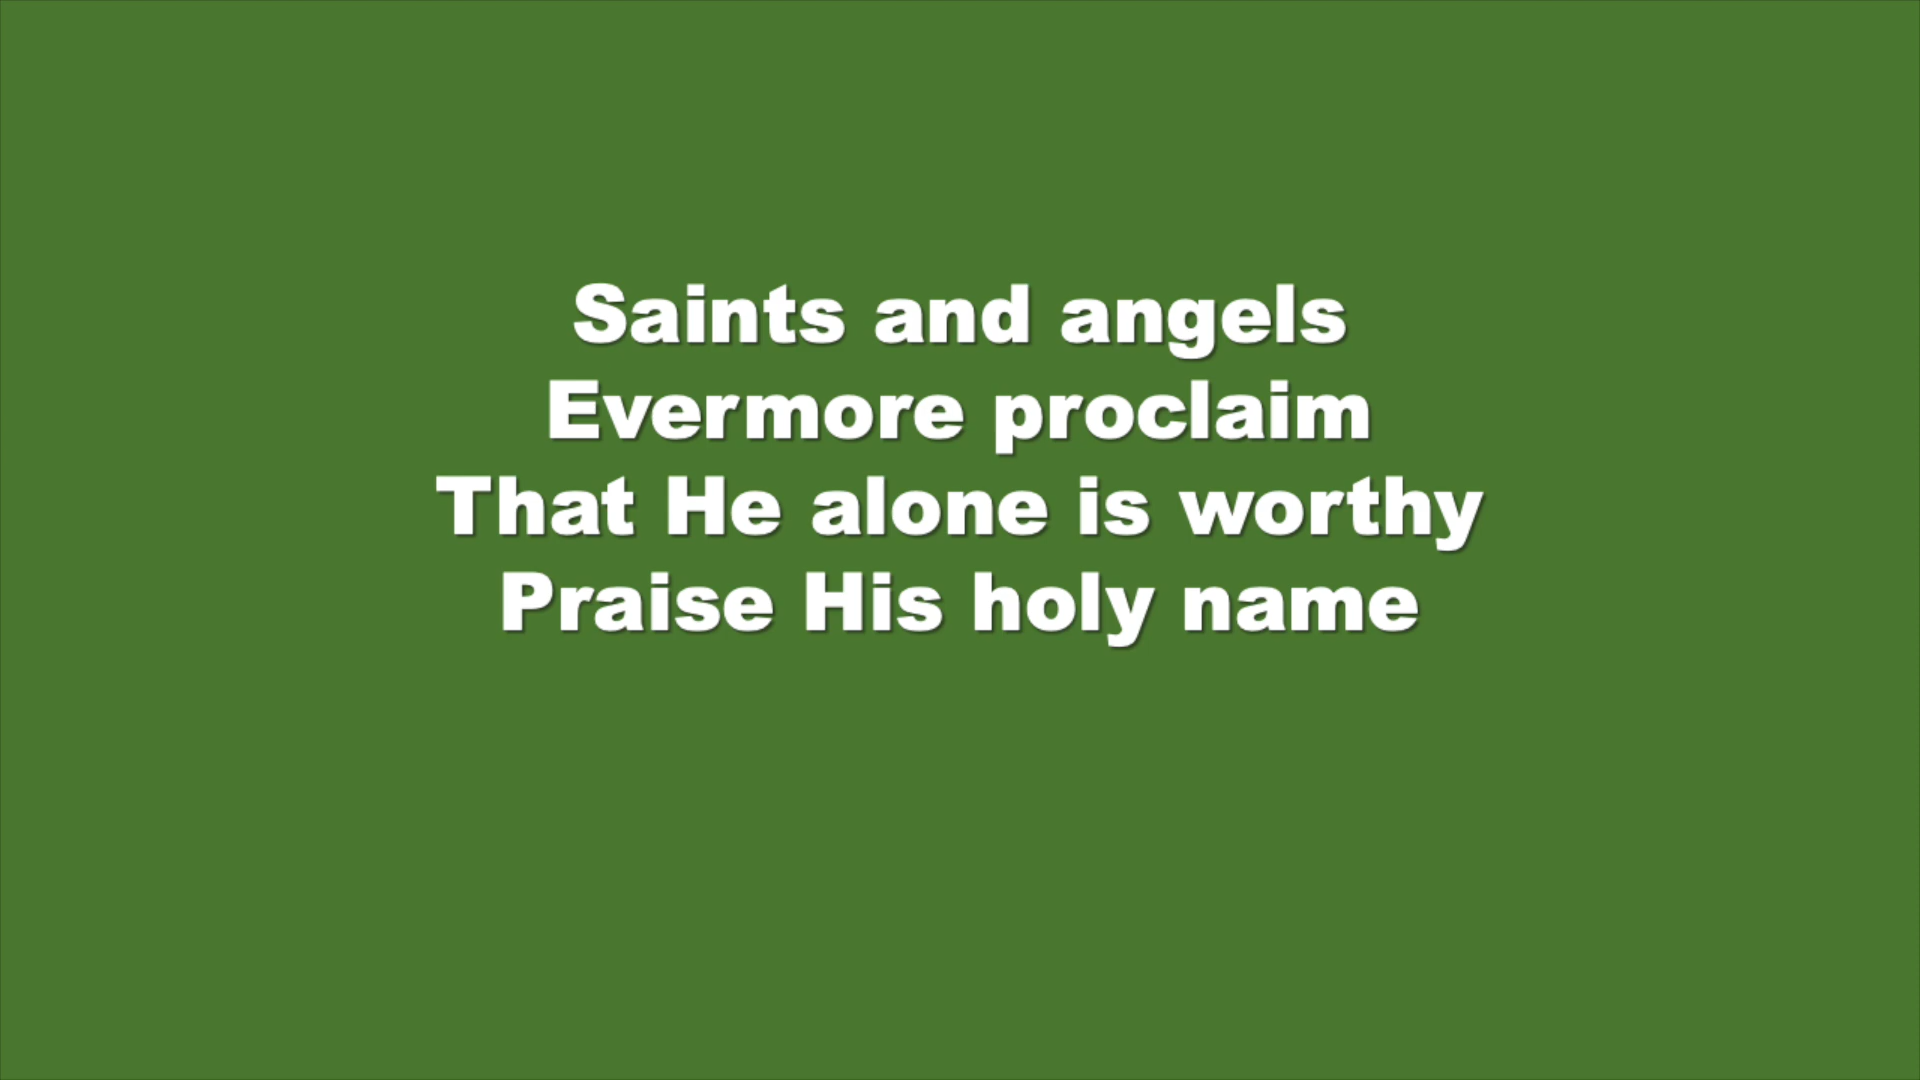 Saints and angels
Evermore proclaim
That He alone is worthy
Praise His holy name